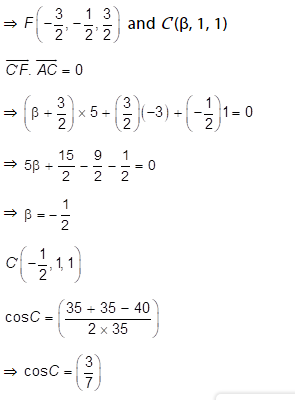 ⇒ F(−3/2, −1/2, 3/2) and C(β, 1, 1)
CF. AC = 0
⇒ (β + 3/2) × 5 + (3/2)(−3) + (−1/2)1 = 0
⇒ 5β + 15/2 − 9/2 − 1/2 = 0
⇒ β = −1/2
C(−1/2, 1, 1)
cosC = ((35 + 35 − 40)/(2 × 35))
⇒ cosC = (3/7)